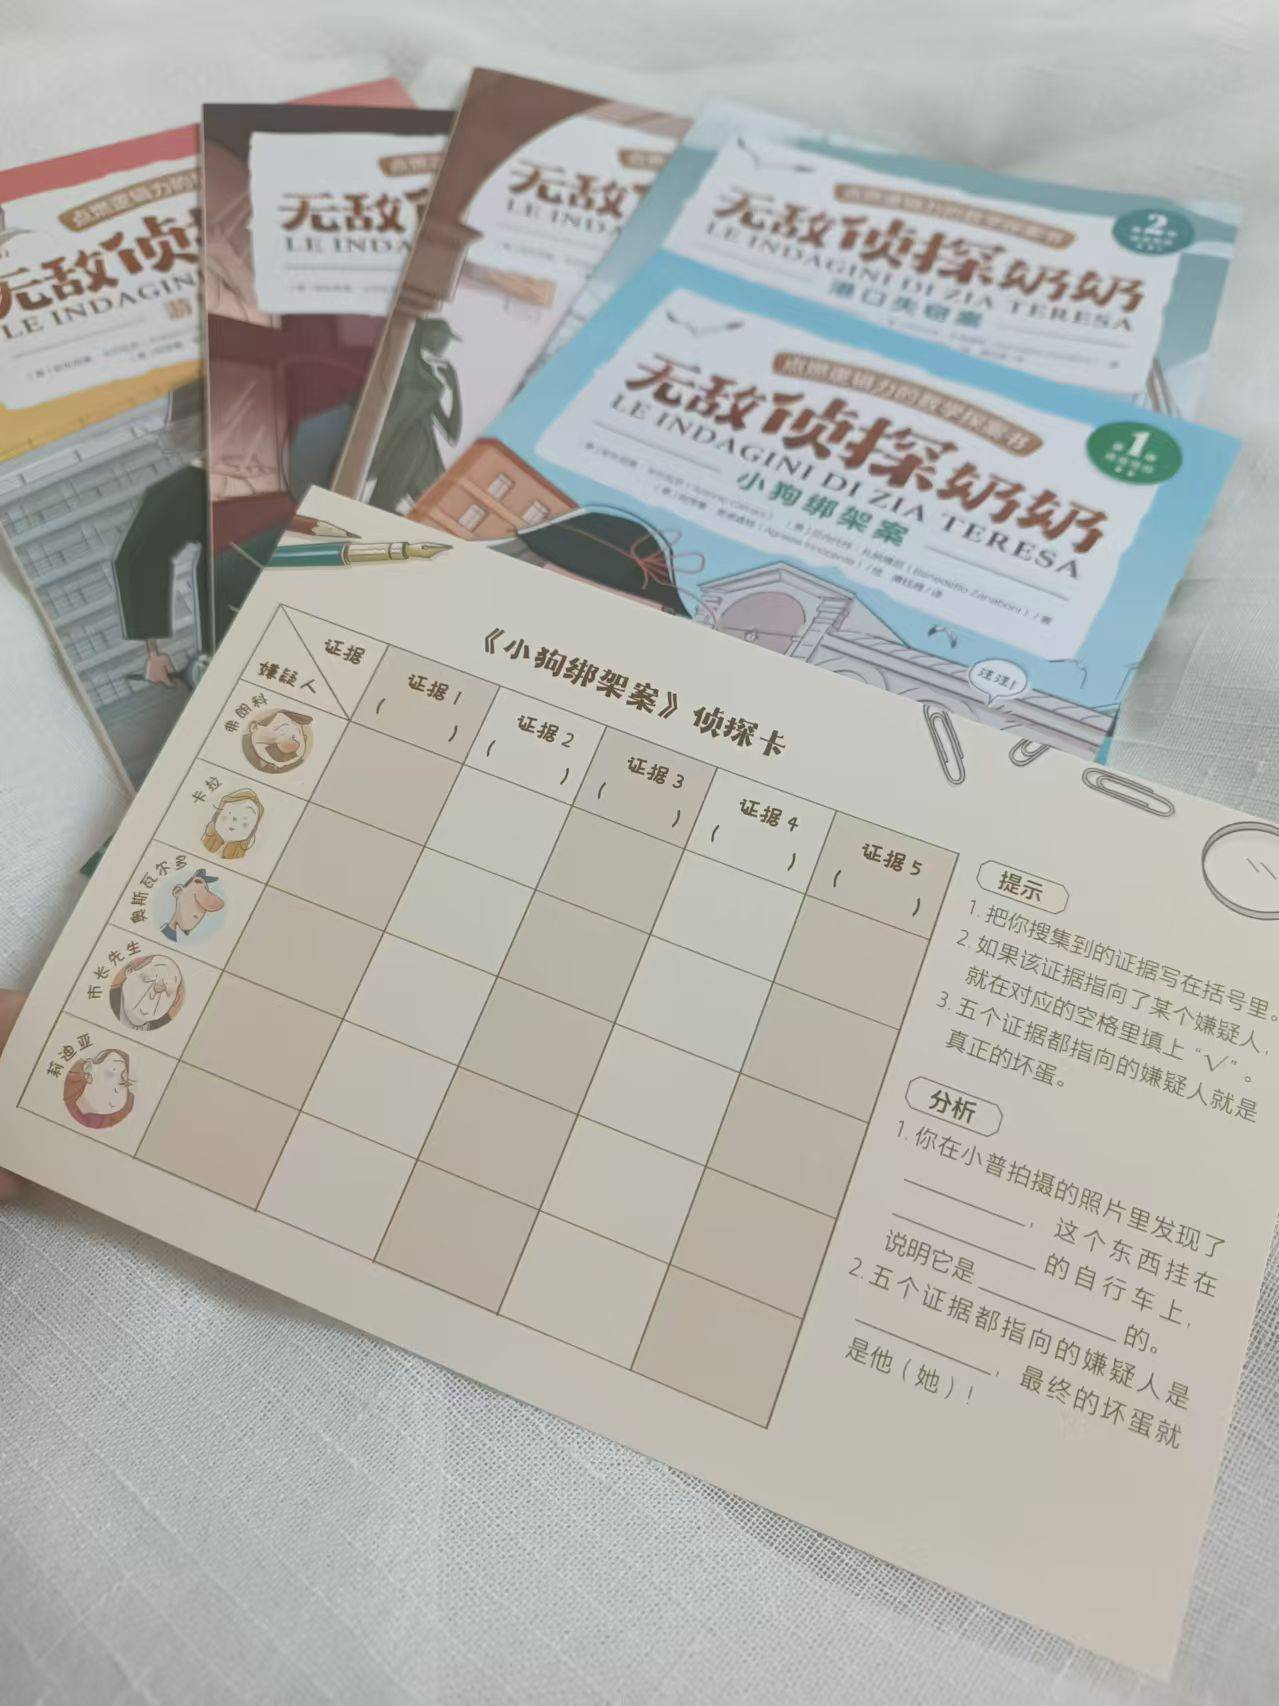 无敌侦
LE INDAGIN
无敌
LE INDA
无敌
LE IND
点燃逻辑力的数学探案书
2
无敌侦探奶奶
LE INDAGINI DI ZIA TERESA
港口失窃案
点燃逻辑力的数学探案书
第1册
无敌侦探奶奶
LE INDAGINI DI ZIA TERESA
小狗绑架案
汪汪!
《小狗绑架案》侦探卡
证据
嫌疑人
证据1
( )
证据2
( )
证据3
( )
证据4
( )
证据5
( )
弗朗科
卡拉
奥斯瓦尔多
市长先生
莉迪亚
提示
1. 把你搜集到的证据写在括号里。
2. 如果该证据指向了某个嫌疑人,
就在对应的空格里填上“√”。
3. 五个证据都指向的嫌疑人就是
真正的坏蛋。
分析
1. 你在小普拍摄的照片里发现了
________,这个东西挂在
________的自行车上,
说明它是________的。
2. 五个证据都指向的嫌疑人是
________,最终的坏蛋就
是他(她)!